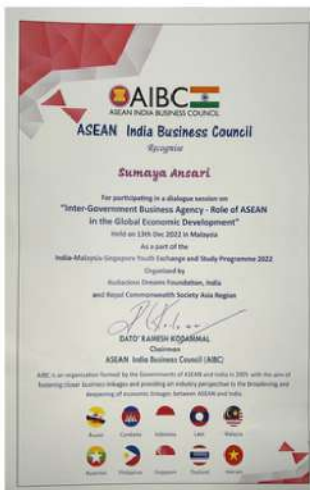 AIBC
ASEAN INDIA BUSINESS COUNCIL
ASEAN India Business Council
Recognise
Sumaya Ansari
For participating in a dialogue session on
"Inter-Government Business Agency - Role of ASEAN
in the Global Economic Development"
Held on 13th Dec 2022 in Malaysia
As a part of the
India-Malaysia-Singapore Youth Exchange and Study Programme 2022
Organised by
Audacious Dreams Foundation, India
and Royal Commonwealth Society Asia Region
DATO' RAMESH KODAMMAL
Chairman
ASEAN India Business Council (AIBC)
AIBC is an organisation formed by the Governments of ASEAN and India in 2005 with the aim of
fostering closer business linkages and providing an industry perspective to the broadening and
deepening of economic linkages between ASEAN and India.
Brunei Cambodia Indonesia Laos Malaysia
Myanmar Philippines Singapore Thailand Vietnam